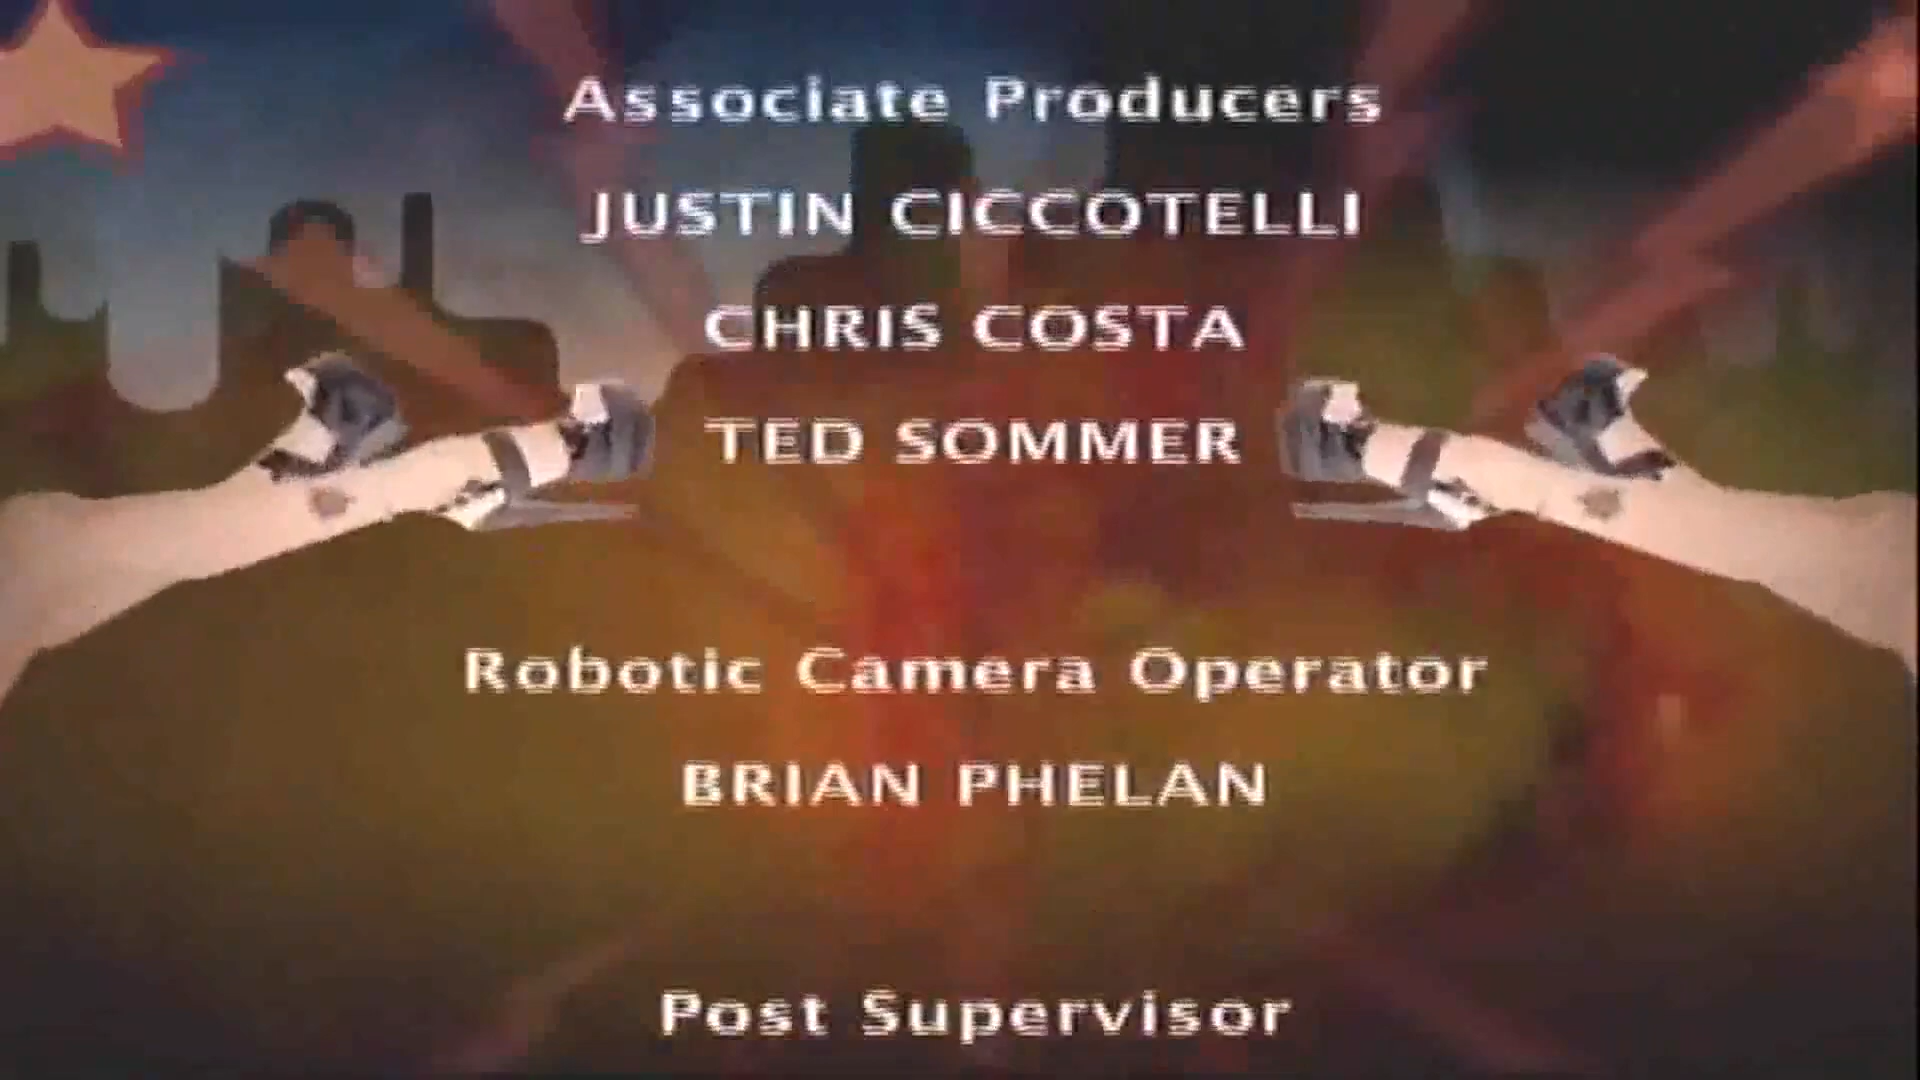 Associate Producers
JUSTIN CICCOTELLI
CHRIS COSTA
TED SOMMER
Robotic Camera Operator
BRIAN PHELAN
Post Supervisor